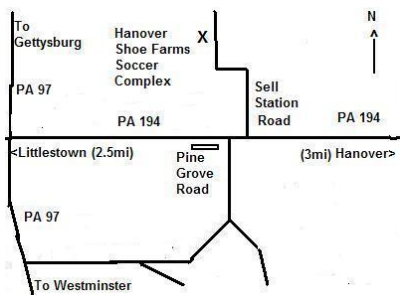 To
Gettysburg
Hanover
Shoe Farms
Soccer
Complex
X
N
PA 97
Sell
Station
Road
PA 194
PA 194
<Littlestown (2.5mi)
Pine
Grove
Road
(3mi) Hanover>
PA 97
To Westminster